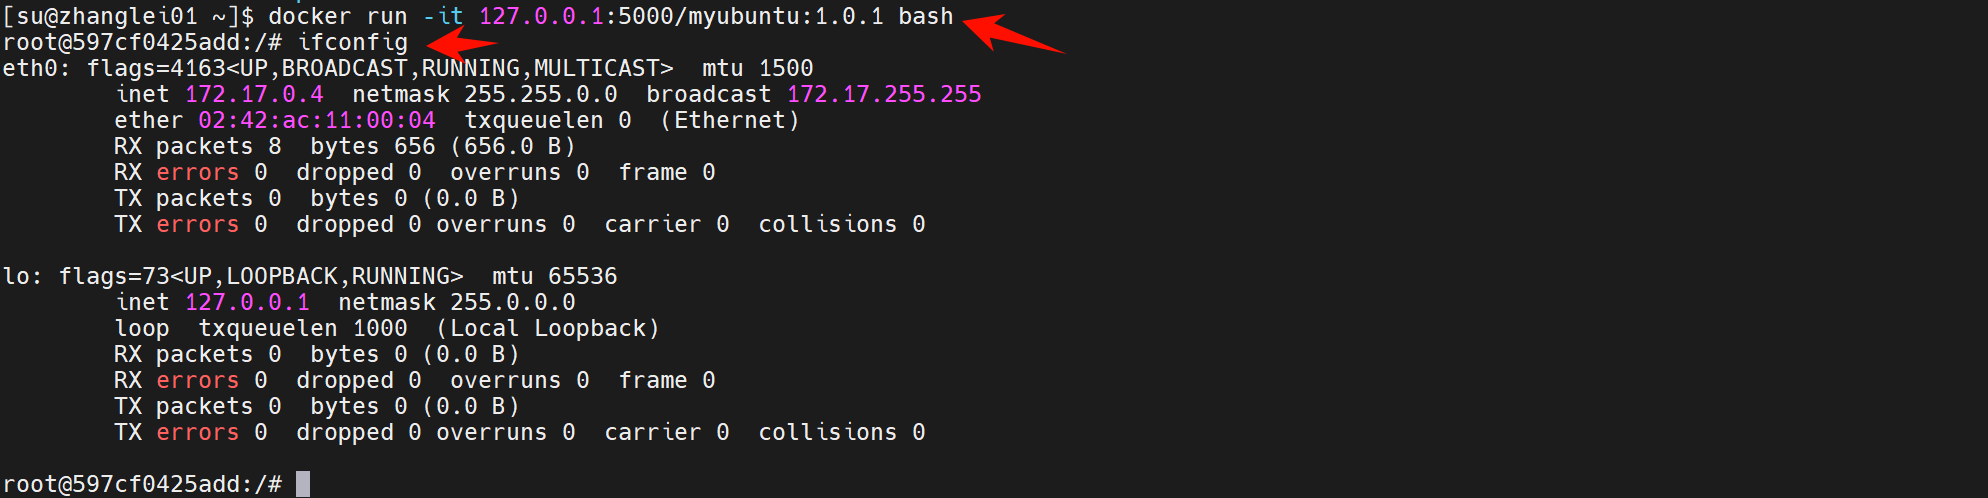 [su@zhanglei01 ~]$ docker run -it 127.0.0.1:5000/myubuntu:1.0.1 bash
root@597cf0425add:/# ifconfig
eth0: flags=4163<UP,BROADCAST,RUNNING,MULTICAST>  mtu 1500
        inet 172.17.0.4  netmask 255.255.0.0  broadcast 172.17.255.255
        ether 02:42:ac:11:00:04  txqueuelen 0  (Ethernet)
        RX packets 8  bytes 656 (656.0 B)
        RX errors 0  dropped 0  overruns 0  frame 0
        TX packets 0  bytes 0 (0.0 B)
        TX errors 0  dropped 0 overruns 0  carrier 0  collisions 0

lo: flags=73<UP,LOOPBACK,RUNNING>  mtu 65536
        inet 127.0.0.1  netmask 255.0.0.0
        loop  txqueuelen 1000  (Local Loopback)
        RX packets 0  bytes 0 (0.0 B)
        RX errors 0  dropped 0  overruns 0  frame 0
        TX packets 0  bytes 0 (0.0 B)
        TX errors 0  dropped 0 overruns 0  carrier 0  collisions 0

root@597cf0425add:/#